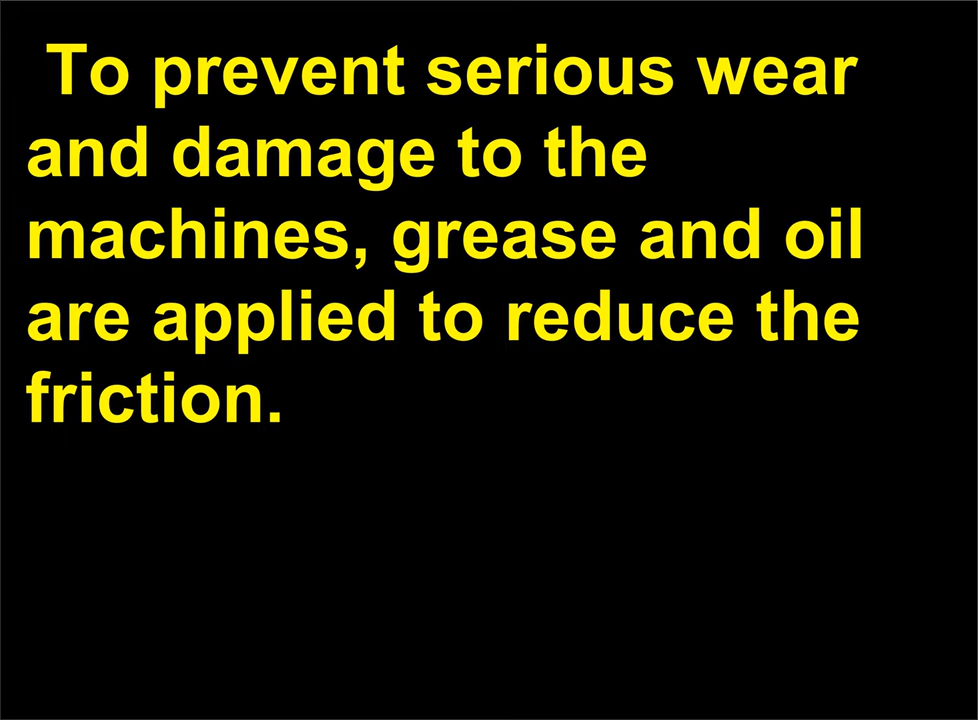 To prevent serious wear
and damage to the
machines, grease and oil
are applied to reduce the
friction.